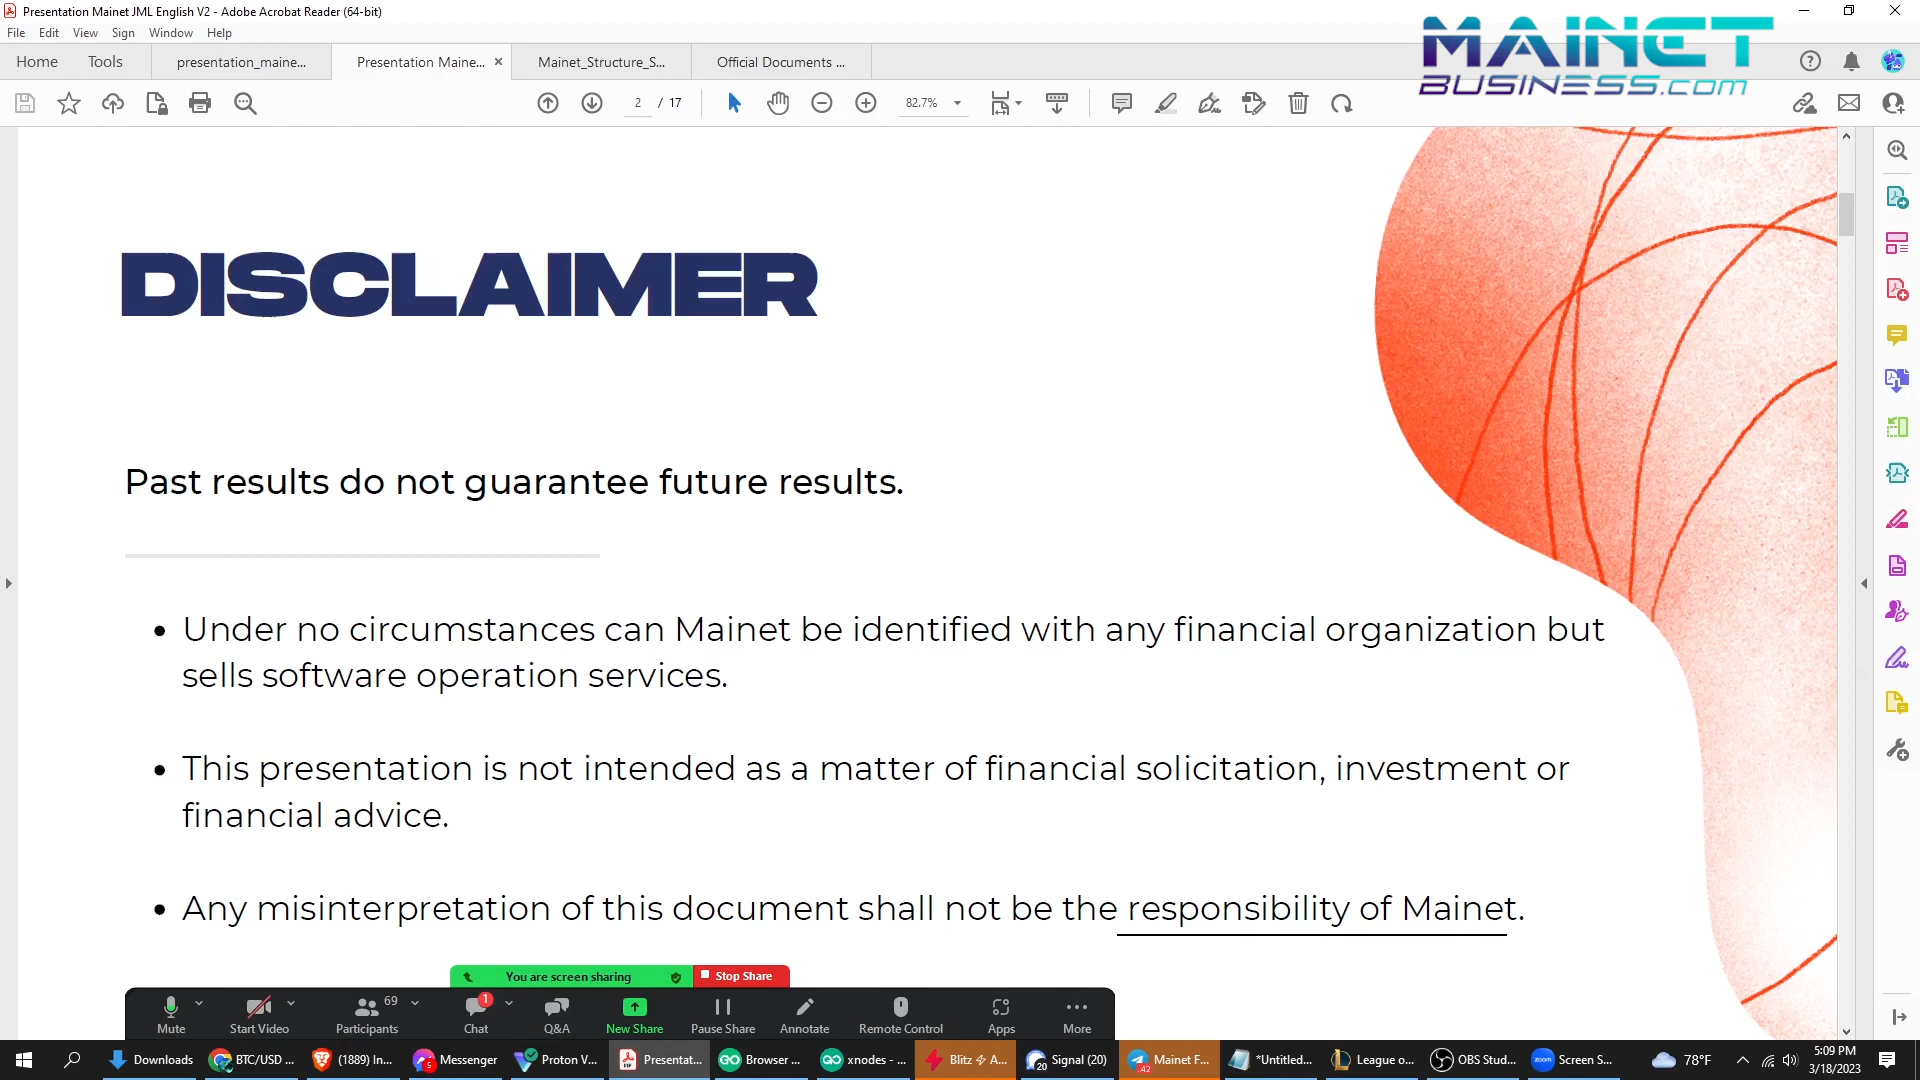 Presentation Mainet JML English V2 - Adobe Acrobat Reader (64-bit)
File Edit View Sign Window Help
MAINET
BUSINESS.com
Home Tools presentation_maine... Presentation Maine... Mainet_Structure_S... Official Documents ...
2 / 17 82.7%
DISCLAIMER
Past results do not guarantee future results.
• Under no circumstances can Mainet be identified with any financial organization but
sells software operation services.
• This presentation is not intended as a matter of financial solicitation, investment or
financial advice.
• Any misinterpretation of this document shall not be the responsibility of Mainet.
You are screen sharing Stop Share
69 1
Mute Start Video Participants Chat Q&A New Share Pause Share Annotate Remote Control Apps More
Downloads BTC/USD ... (1889) In... Messenger Proton V... Presentat... Browser ... xnodes - ... Blitz ⚡ A... Signal (20) Mainet F... *Untitled... League o... OBS Stud... Screen S... 78°F
5:09 PM
3/18/2023